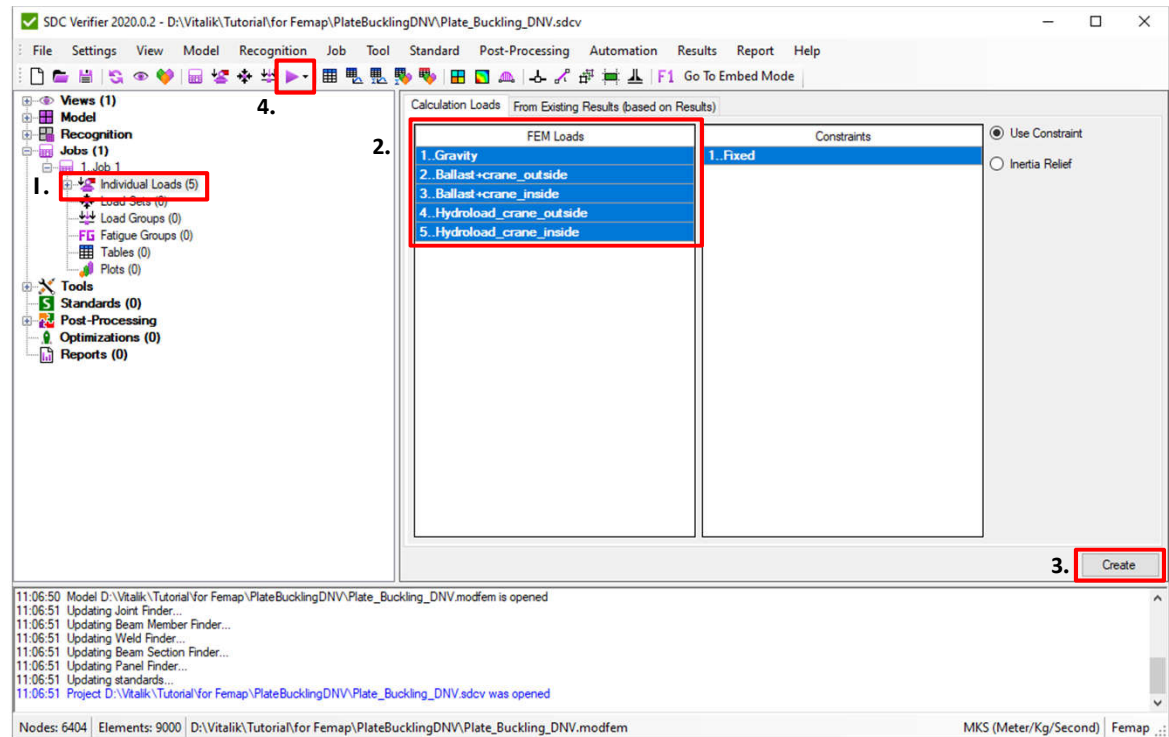 SDC Verifier 2020.0.2 - D:\Vitalik\Tutorial\for Femap\PlateBucklingDNV\Plate_Buckling_DNV.sdcv
File Settings View Model Recognition Job Tool Standard Post-Processing Automation Results Report Help
F1 Go To Embed Mode
4.
Views (1)
Model
Recognition
Jobs (1)
1..Job 1
1.
Individual Loads (5)
Load Sets (0)
Load Groups (0)
FG Fatigue Groups (0)
Tables (0)
Plots (0)
Tools
S Standards (0)
Post-Processing
Optimizations (0)
Reports (0)
Calculation Loads From Existing Results (based on Results)
2.
FEM Loads
1..Gravity
2..Ballast+crane_outside
3..Ballast+crane_inside
4..Hydroload_crane_outside
5..Hydroload_crane_inside
Constraints
1..Fixed
Use Constraint
Inertia Relief
3. Create
11:06:50 Model D:\Vitalik\Tutorial\for Femap\PlateBucklingDNV\Plate_Buckling_DNV.modfem is opened
11:06:51 Updating Joint Finder...
11:06:51 Updating Beam Member Finder...
11:06:51 Updating Weld Finder...
11:06:51 Updating Beam Section Finder...
11:06:51 Updating Panel Finder...
11:06:51 Updating standards...
11:06:51 Project D:\Vitalik\Tutorial\for Femap\PlateBucklingDNV\Plate_Buckling_DNV.sdcv was opened
Nodes: 6404 Elements: 9000 D:\Vitalik\Tutorial\for Femap\PlateBucklingDNV\Plate_Buckling_DNV.modfem MKS (Meter/Kg/Second) Femap